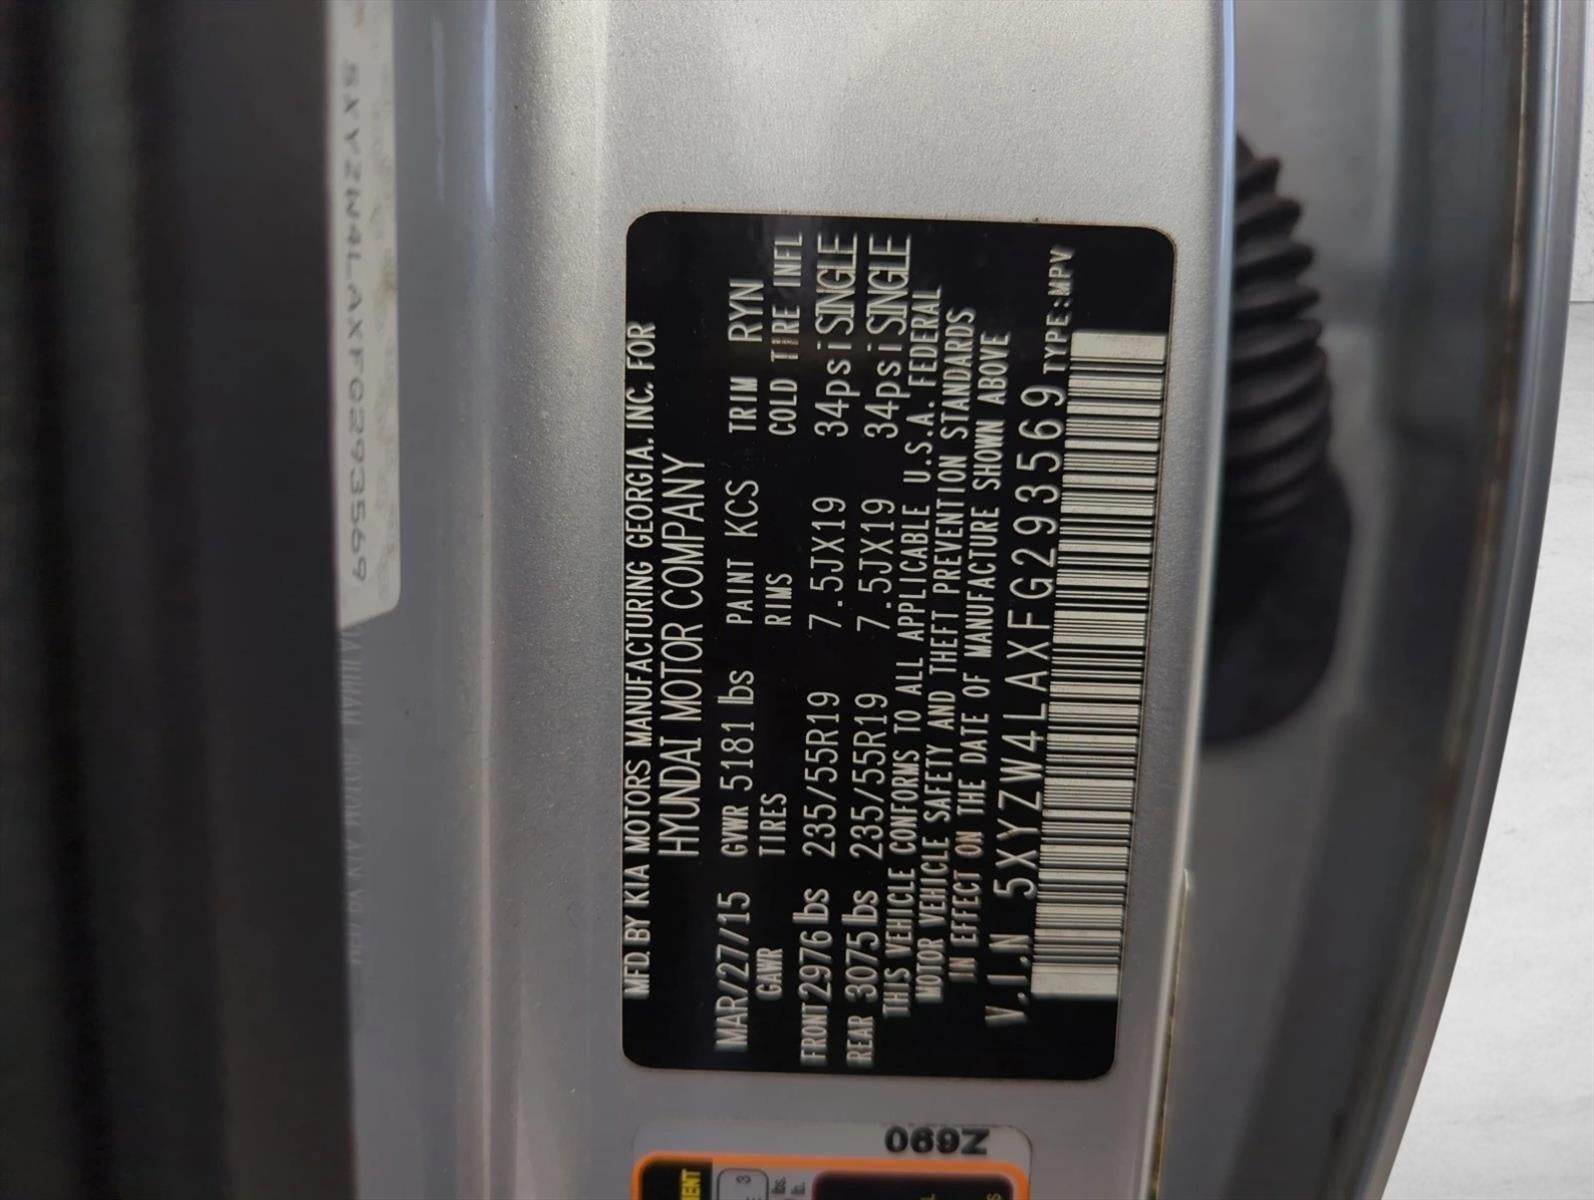 MFD. BY KIA MOTORS MANUFACTURING GEORGIA, INC. FOR
HYUNDAI MOTOR COMPANY
MAR/27/15 GVWR 5181 lbs PAINT KCS TRIM RYN
GAWR TIRES RIMS COLD TIRE INFL
FRONT 2976 lbs 235/55R19 7.5JX19 34psi SINGLE
REAR 3075 lbs 235/55R19 7.5JX19 34psi SINGLE
THIS VEHICLE CONFORMS TO ALL APPLICABLE U.S.A. FEDERAL
MOTOR VEHICLE SAFETY AND THEFT PREVENTION STANDARDS
IN EFFECT ON THE DATE OF MANUFACTURE SHOWN ABOVE
V.I.N 5XYZW4LAXFG293569 TYPE:MPV
5XYZW4LAXFG293569
Z690
3
lbs.
lb.